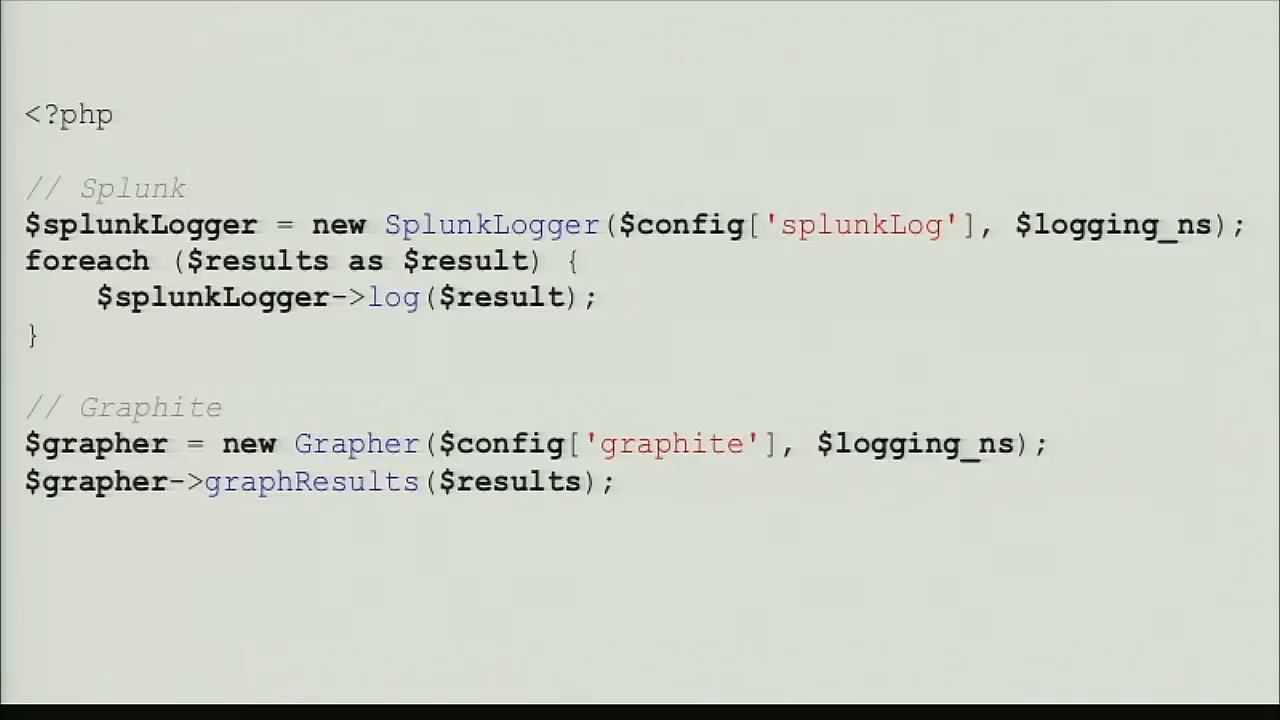 <?php
// Splunk
$splunkLogger = new SplunkLogger($config['splunkLog'], $logging_ns);
foreach ($results as $result) {
    $splunkLogger->log($result);
}
// Graphite
$grapher = new Grapher($config['graphite'], $logging_ns);
$grapher->graphResults($results);